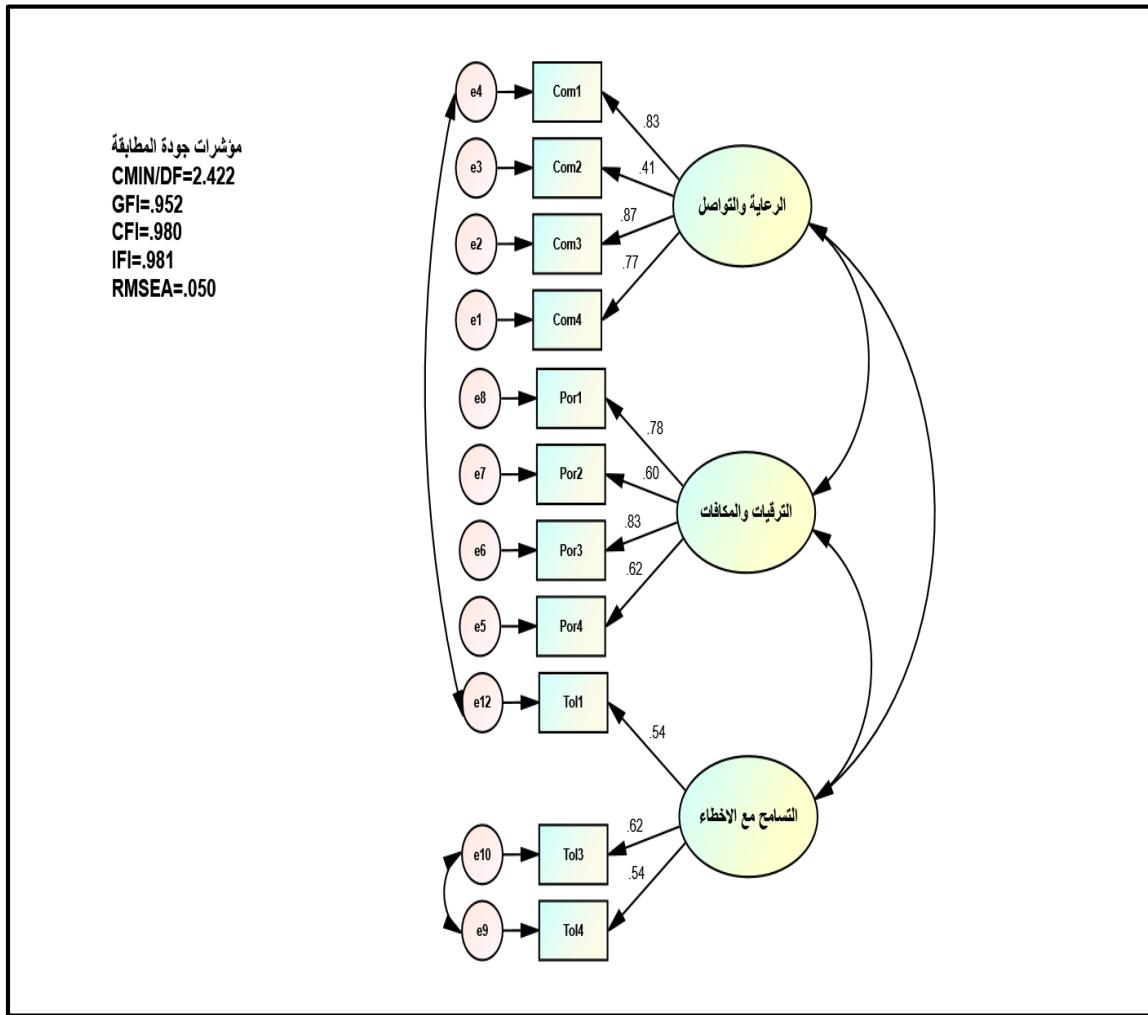 مؤشرات جودة المطابقة
CMIN/DF=2.422
GFI=.952
CFI=.980
IFI=.981
RMSEA=.050
e4
Com1
.83
e3
Com2
.41
الرعاية والتواصل
e2
Com3
.87
e1
Com4
.77
e8
Por1
.78
e7
Por2
.60
الترقيات والمكافات
e6
Por3
.83
e5
Por4
.62
e12
Tol1
.54
التسامح مع الاخطاء
e10
Tol3
.62
e9
Tol4
.54